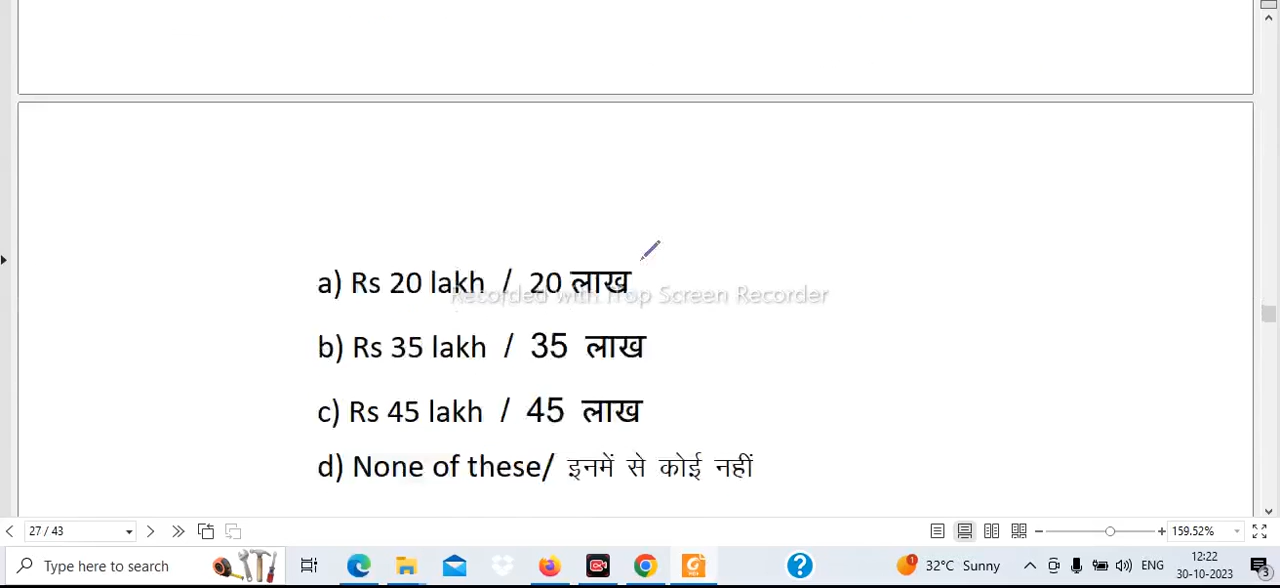 a) Rs 20 lakh / 20 लाख
Recorded with iTop Screen Recorder
b) Rs 35 lakh / 35 लाख
c) Rs 45 lakh / 45 लाख
d) None of these/ इनमें से कोई नहीं
27 / 43
159.52%
Type here to search
32°C Sunny
ENG
12:22
30-10-2023